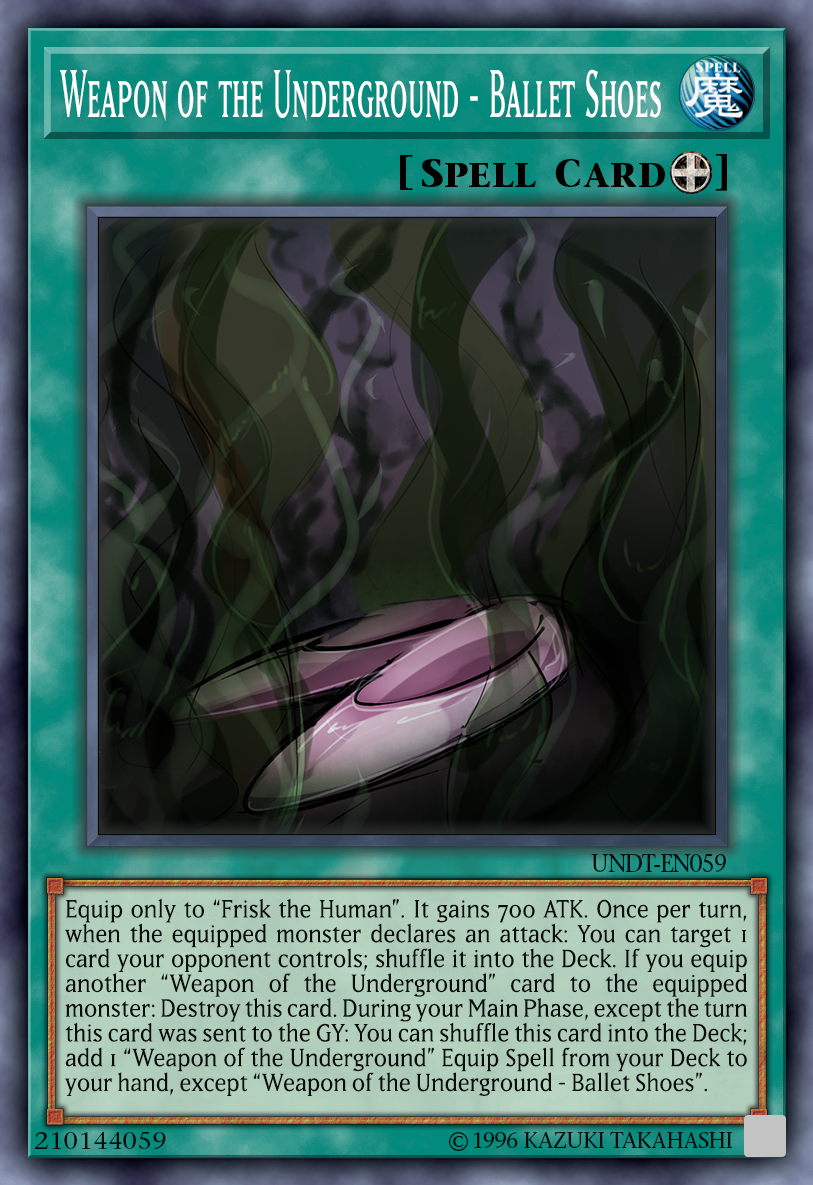 Weapon of the Underground - Ballet Shoes
SPELL
魔
[Spell Card]
UNDT-EN059
Equip only to “Frisk the Human”. It gains 700 ATK. Once per turn,
when the equipped monster declares an attack: You can target 1
card your opponent controls; shuffle it into the Deck. If you equip
another “Weapon of the Underground” card to the equipped
monster: Destroy this card. During your Main Phase, except the turn
this card was sent to the GY: You can shuffle this card into the Deck;
add 1 “Weapon of the Underground” Equip Spell from your Deck to
your hand, except “Weapon of the Underground - Ballet Shoes”.
210144059
© 1996 KAZUKI TAKAHASHI